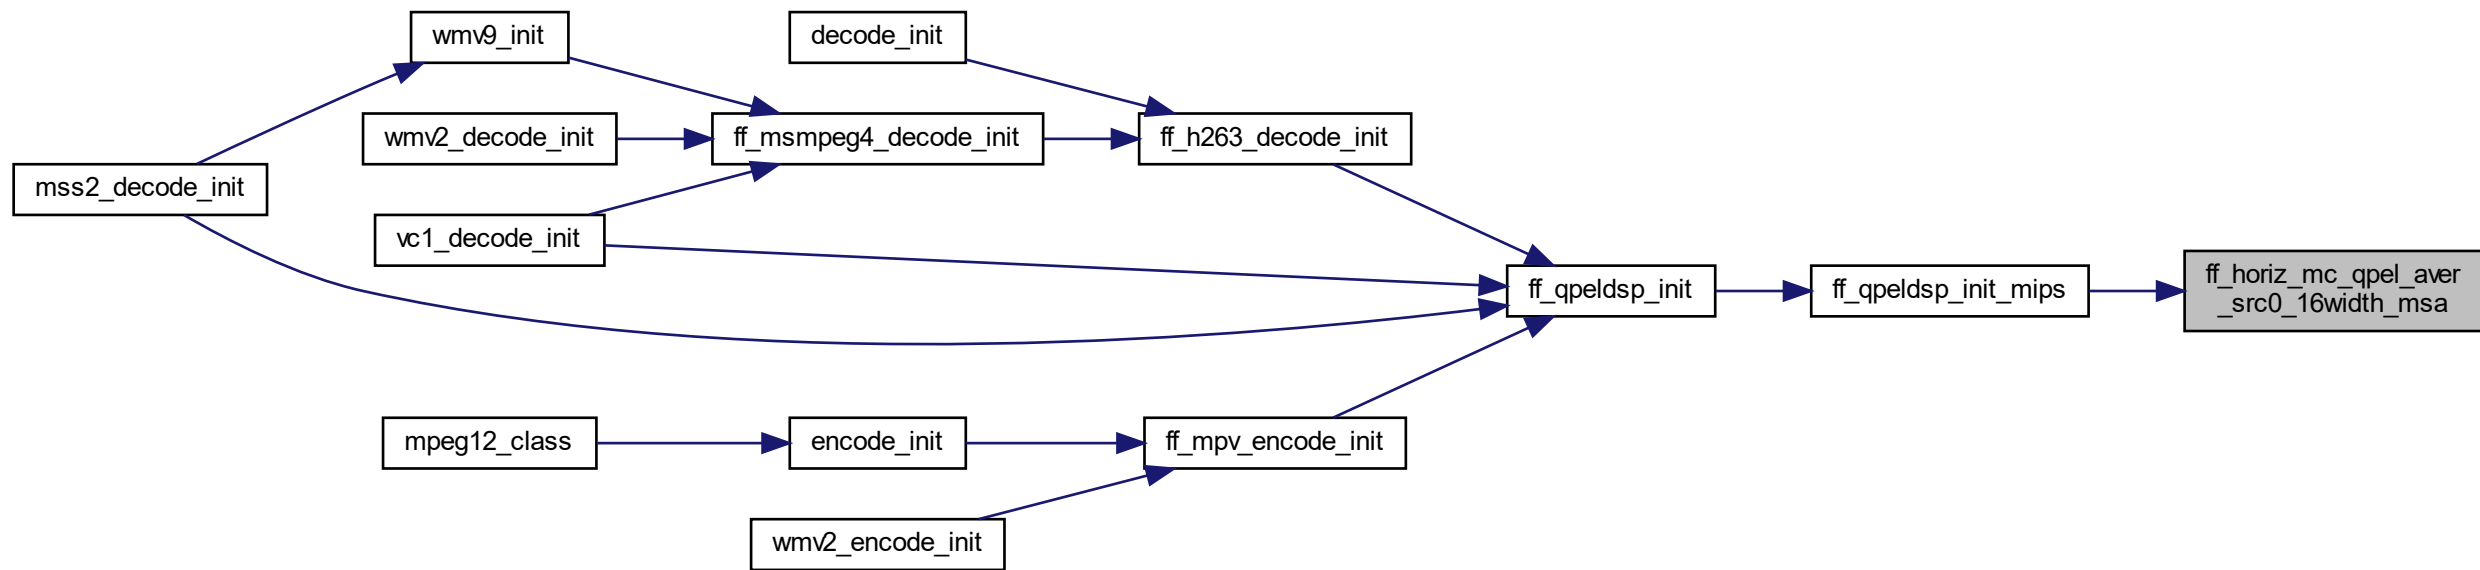 wmv9_init
decode_init
wmv2_decode_init
ff_msmpeg4_decode_init
ff_h263_decode_init
mss2_decode_init
vc1_decode_init
ff_qpeldsp_init
ff_qpeldsp_init_mips
ff_horiz_mc_qpel_aver
_src0_16width_msa
mpeg12_class
encode_init
ff_mpv_encode_init
wmv2_encode_init